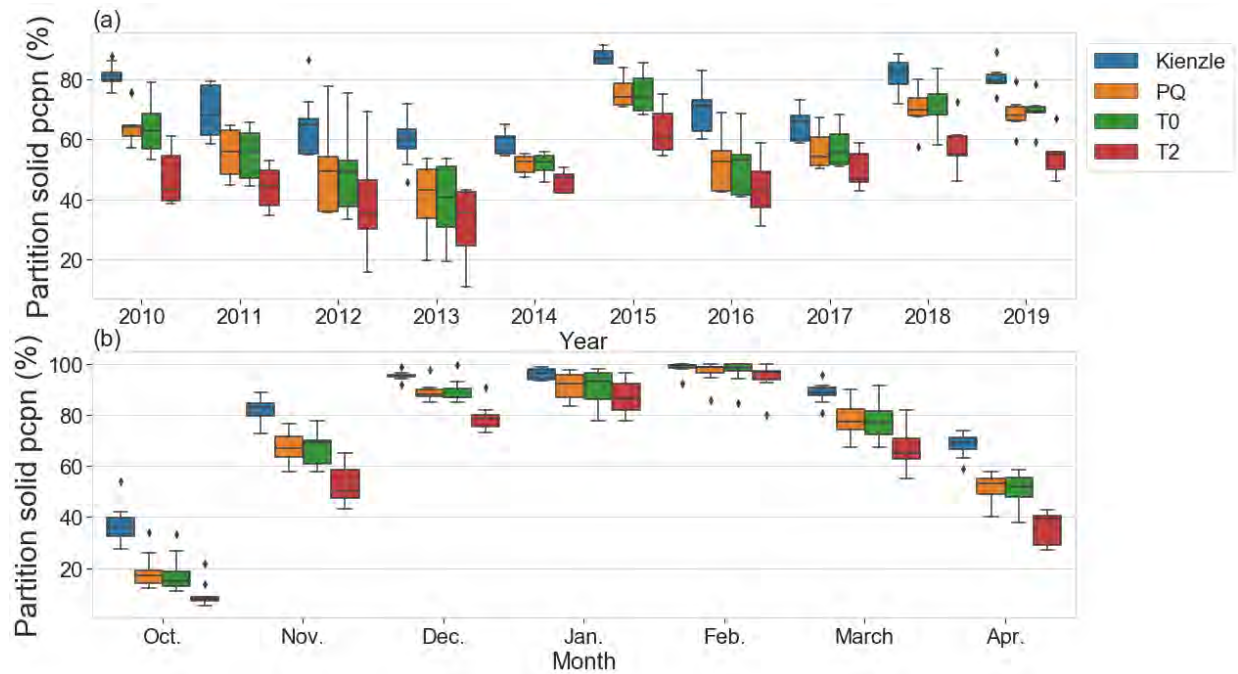 (a)
Partition solid pcpn (%)
80
60
40
20
2010 2011 2012 2013 2014 2015 2016 2017 2018 2019
Year
Kienzle
PQ
T0
T2
(b)
Partition solid pcpn (%)
100
80
60
40
20
Oct. Nov. Dec. Jan. Feb. March Apr.
Month